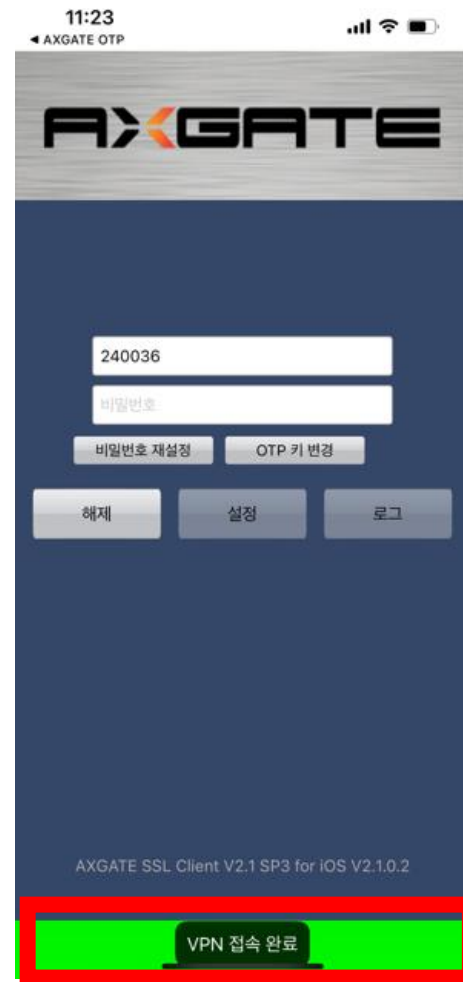 11:23
◀ AXGATE OTP
AXGATE
240036
비밀번호
비밀번호 재설정 OTP 키 변경
해제 설정 로그
AXGATE SSL Client V2.1 SP3 for iOS V2.1.0.2
VPN 접속 완료